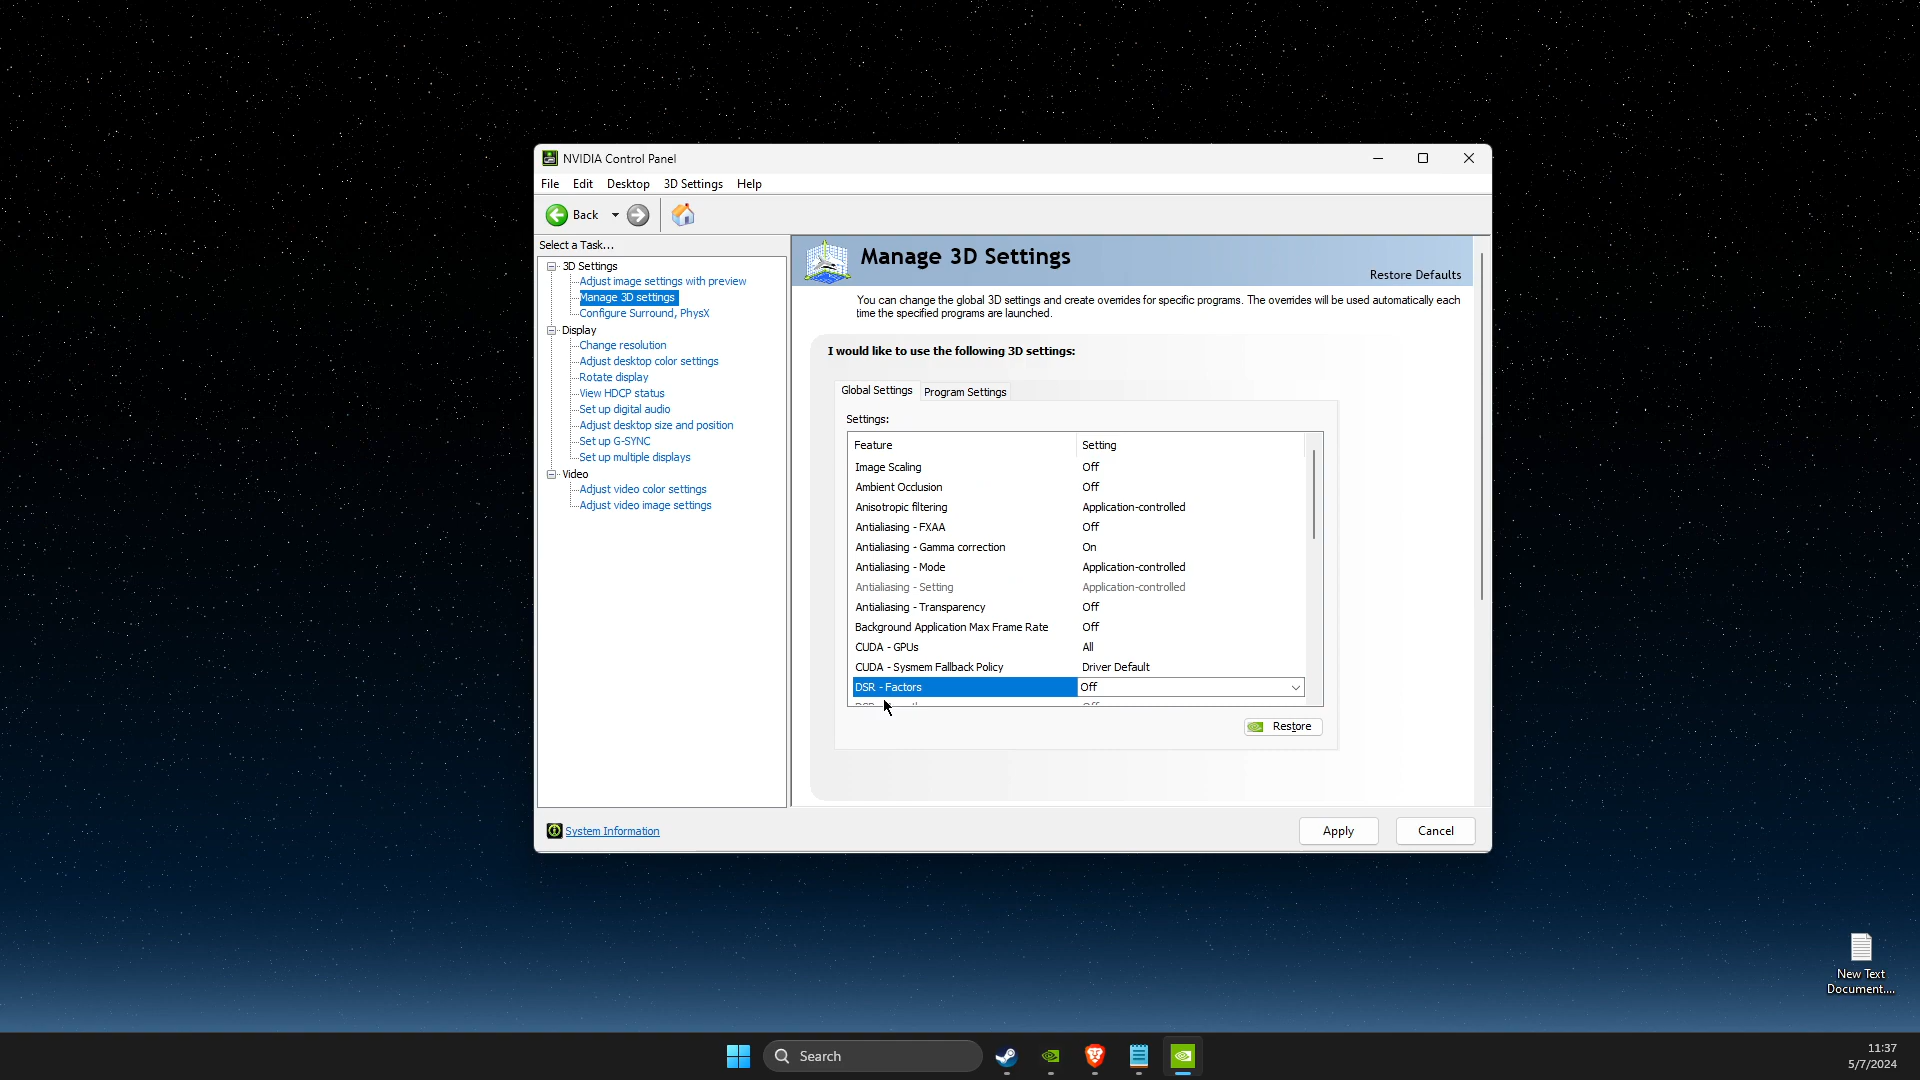 NVIDIA Control Panel
File Edit Desktop 3D Settings Help
Back
Select a Task...
3D Settings
Adjust image settings with preview
Manage 3D settings
Configure Surround, PhysX
Display
Change resolution
Adjust desktop color settings
Rotate display
View HDCP status
Set up digital audio
Adjust desktop size and position
Set up G-SYNC
Set up multiple displays
Video
Adjust video color settings
Adjust video image settings
Manage 3D Settings
Restore Defaults
You can change the global 3D settings and create overrides for specific programs. The overrides will be used automatically each
time the specified programs are launched.
I would like to use the following 3D settings:
Global Settings Program Settings
Settings:
Feature Setting
Image Scaling Off
Ambient Occlusion Off
Anisotropic filtering Application-controlled
Antialiasing - FXAA Off
Antialiasing - Gamma correction On
Antialiasing - Mode Application-controlled
Antialiasing - Setting Application-controlled
Antialiasing - Transparency Off
Background Application Max Frame Rate Off
CUDA - GPUs All
CUDA - Sysmem Fallback Policy Driver Default
DSR - Factors Off
Restore
System Information
Apply Cancel
New Text
Document....
Search
11:37
5/7/2024